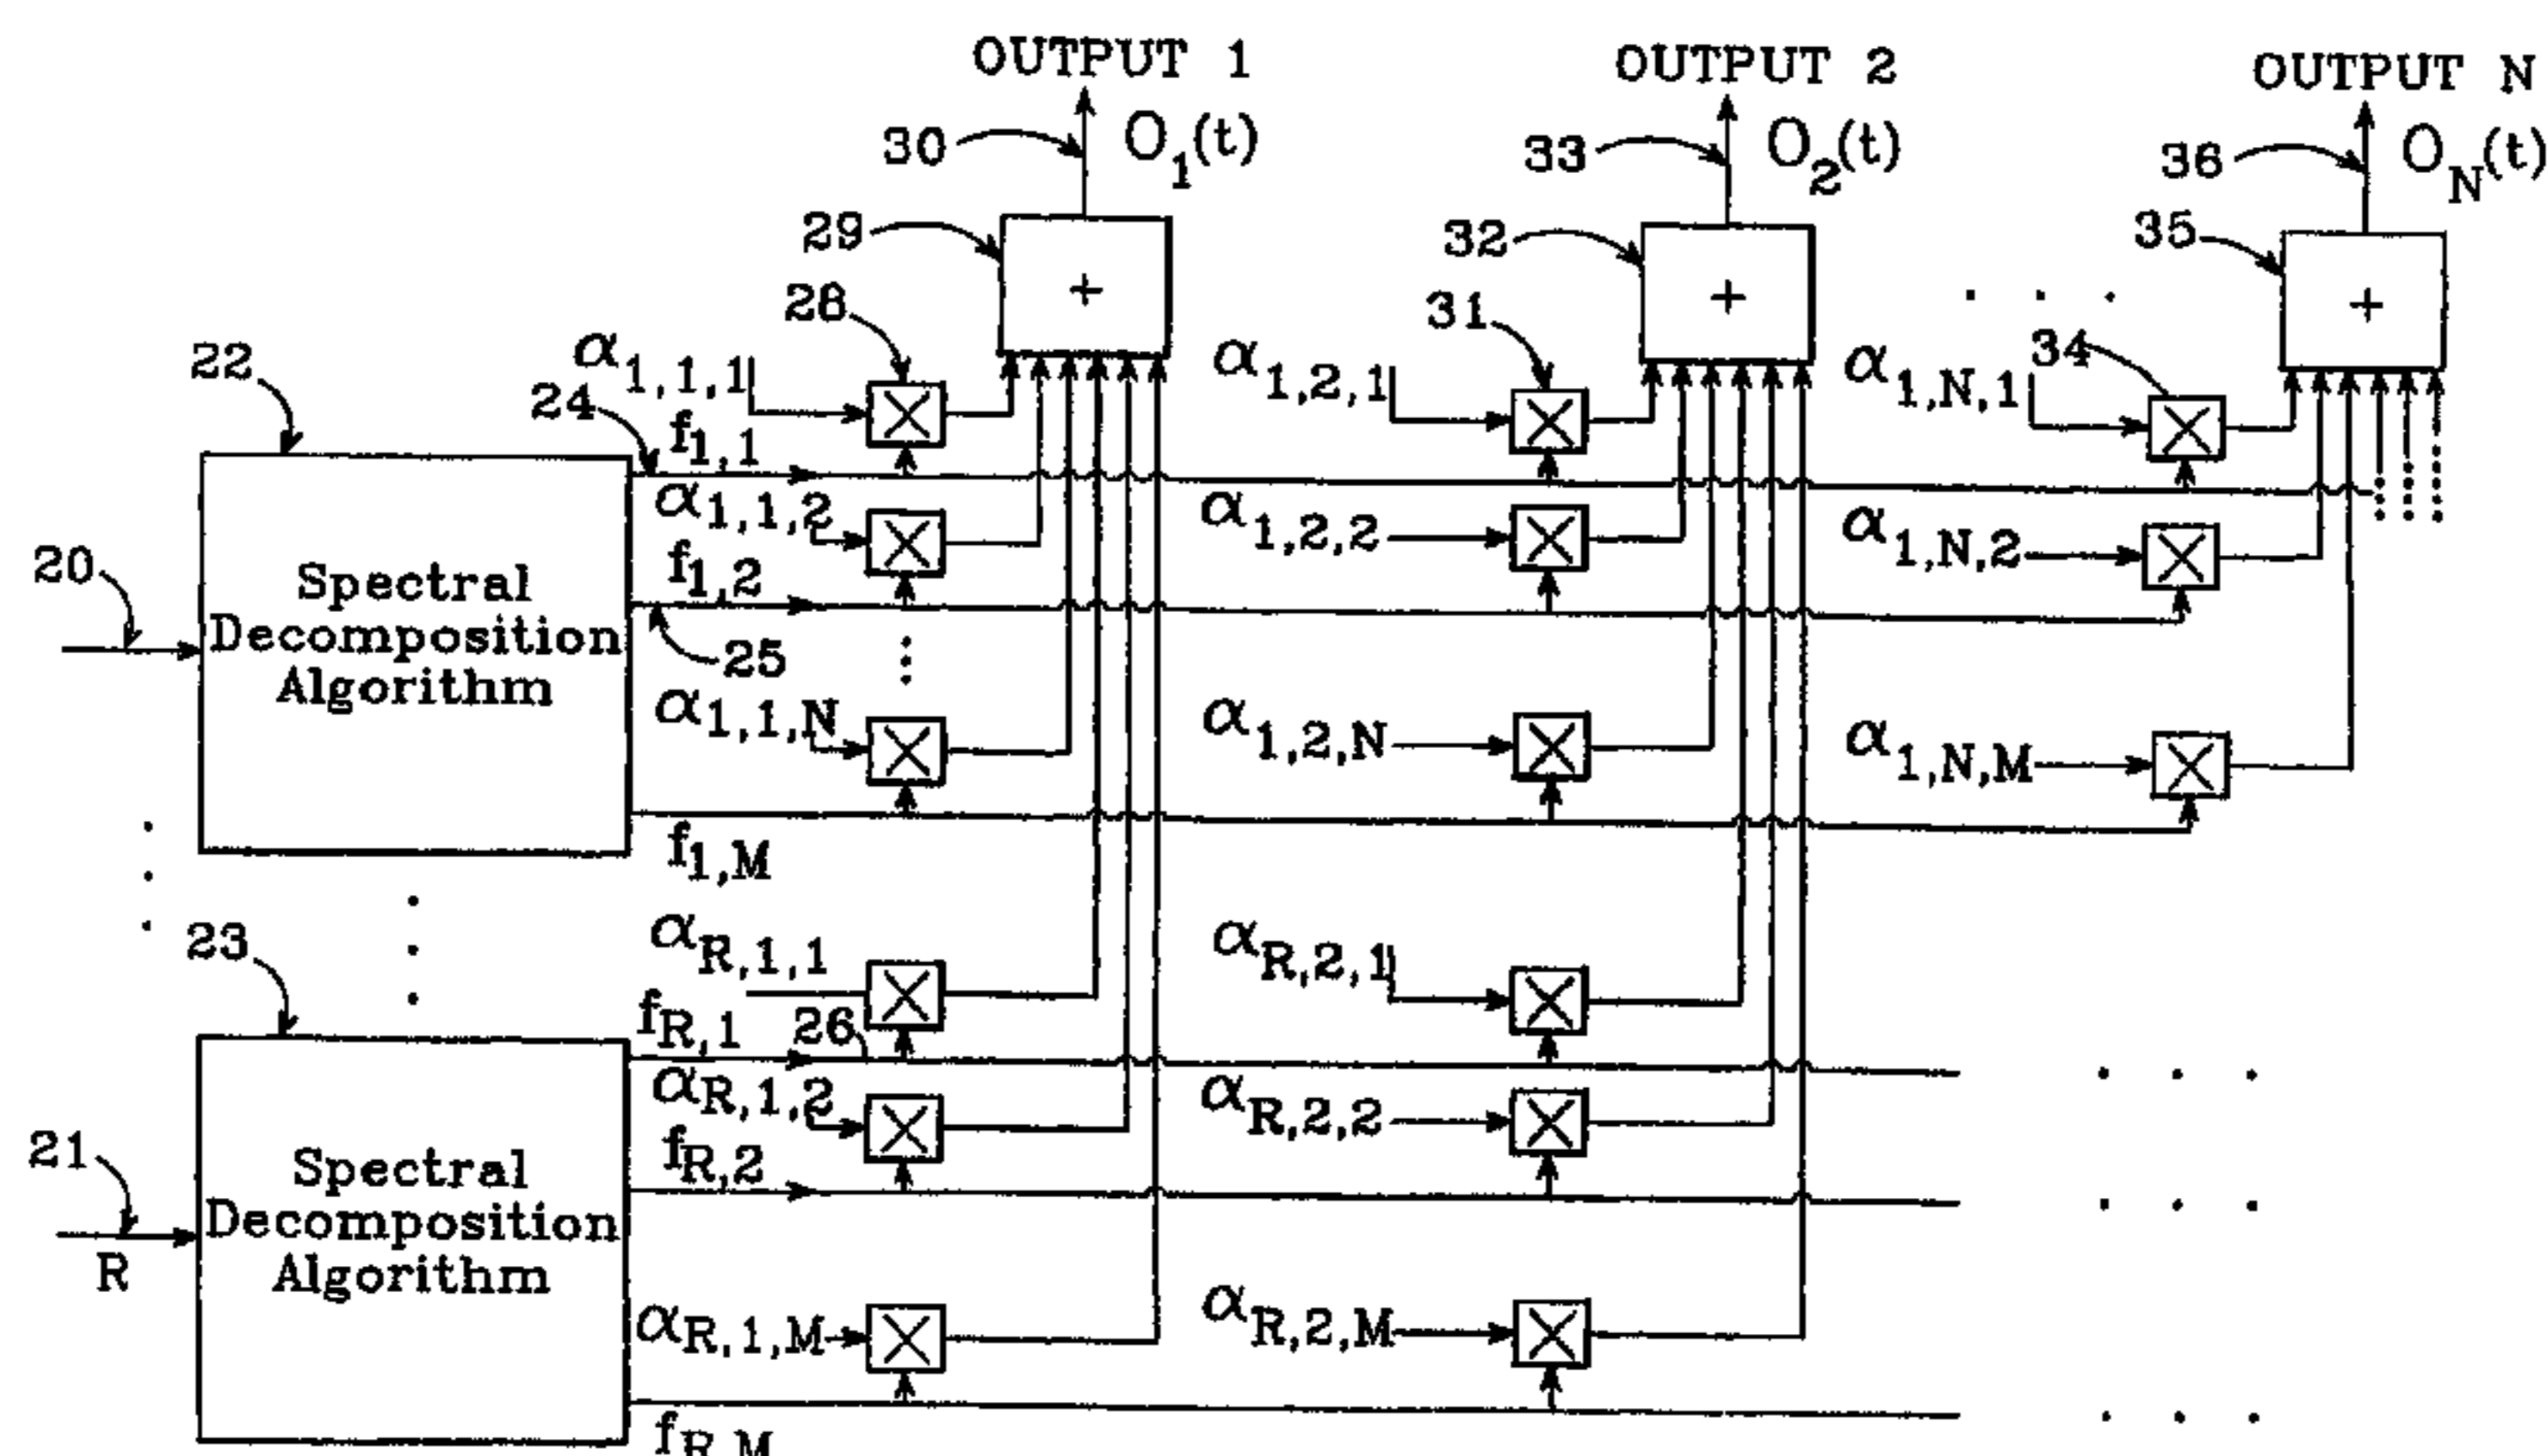 OUTPUT 1
OUTPUT 2
OUTPUT N
30
O1(t)
33
O2(t)
36
ON(t)
29
+
32
+
35
+
28
31
34
22
24
α1,1,1
α1,2,1
α1,N,1
f1,1
α1,1,2
α1,2,2
α1,N,2
20
Spectral
Decomposition
Algorithm
f1,2
25
α1,1,N
α1,2,N
α1,N,M
f1,M
23
αR,1,1
αR,2,1
fR,1
26
αR,1,2
αR,2,2
21
R
Spectral
Decomposition
Algorithm
fR,2
αR,1,M
αR,2,M
fR,M